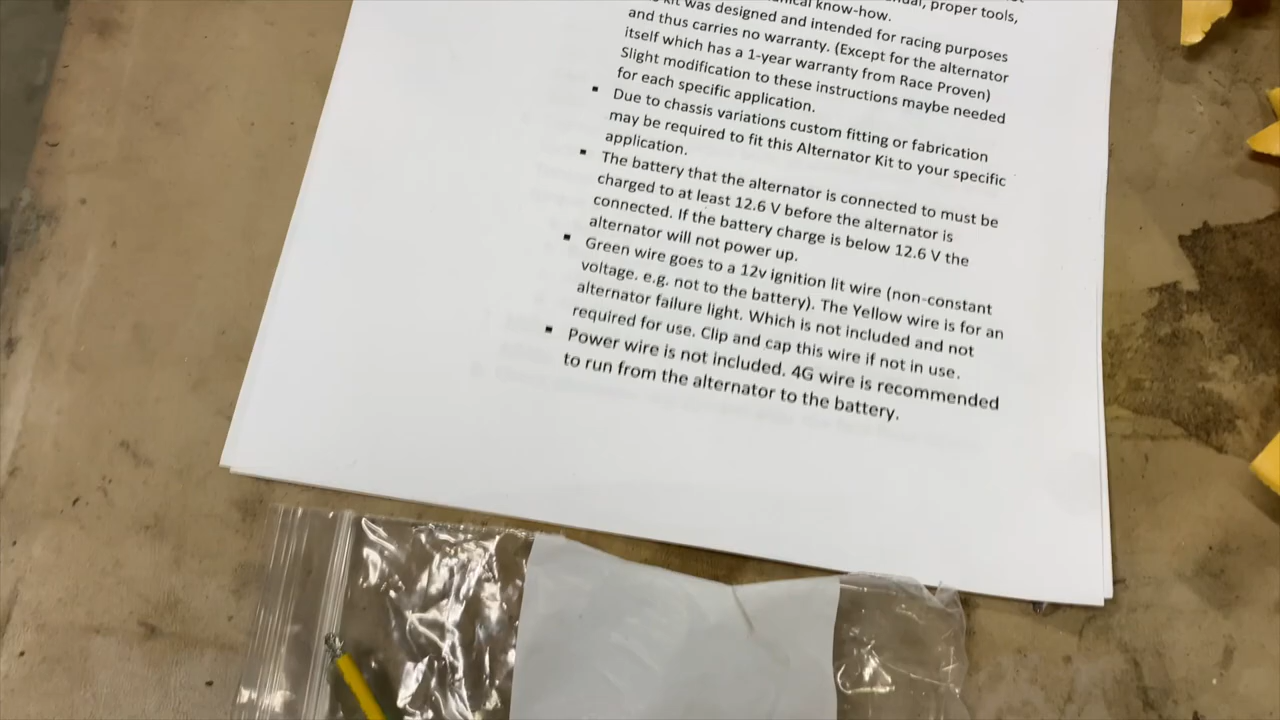 nual, proper tools,
ical know-how.
kit was designed and intended for racing purposes
and thus carries no warranty. (Except for the alternator
itself which has a 1-year warranty from Race Proven)
Slight modification to these instructions maybe needed
for each specific application.
▪ Due to chassis variations custom fitting or fabrication
may be required to fit this Alternator Kit to your specific
application.
▪ The battery that the alternator is connected to must be
charged to at least 12.6 V before the alternator is
connected. If the battery charge is below 12.6 V the
alternator will not power up.
▪ Green wire goes to a 12v ignition lit wire (non-constant
voltage. e.g. not to the battery). The Yellow wire is for an
alternator failure light. Which is not included and not
required for use. Clip and cap this wire if not in use.
▪ Power wire is not included. 4G wire is recommended
to run from the alternator to the battery.